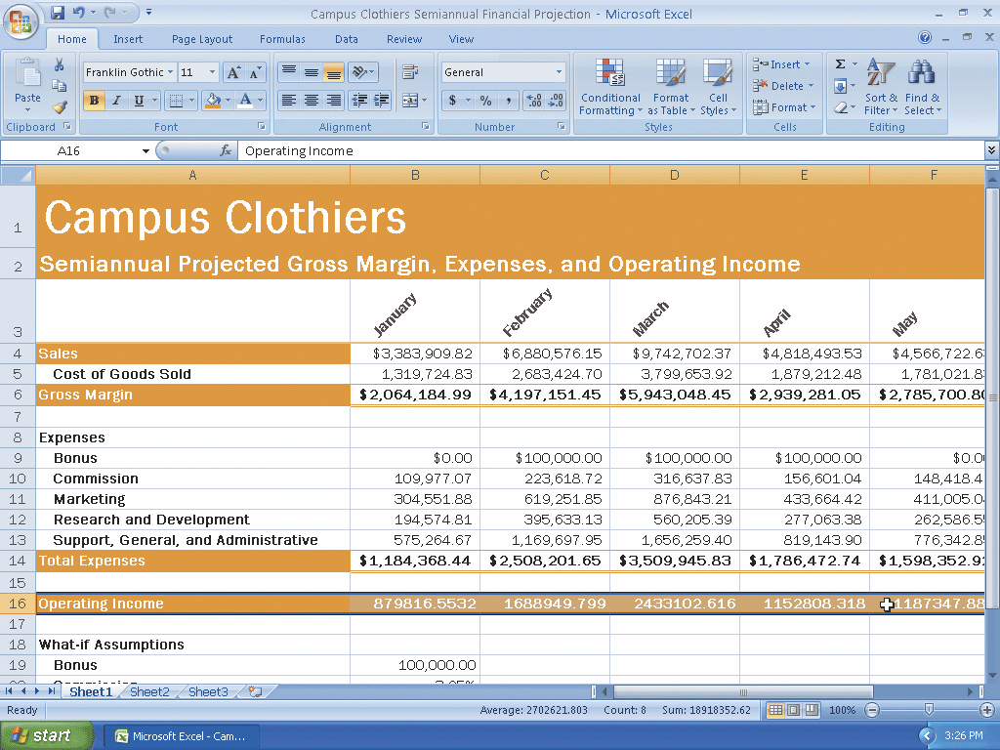 Campus Clothiers Semiannual Financial Projection - Microsoft Excel
Home Insert Page Layout Formulas Data Review View
Paste
Franklin Gothic 11
B I U
General
$ % ,
Conditional Formatting
Format as Table
Cell Styles
Insert
Delete
Format
Σ
Sort & Filter
Find & Select
Clipboard Font Alignment Number Styles Cells Editing
A16 fx Operating Income
A B C D E F
1 Campus Clothiers
2 Semiannual Projected Gross Margin, Expenses, and Operating Income
3 January February March April May
4 Sales $3,383,909.82 $6,880,576.15 $9,742,702.37 $4,818,493.53 $4,566,722.6
5 Cost of Goods Sold 1,319,724.83 2,683,424.70 3,799,653.92 1,879,212.48 1,781,021.8
6 Gross Margin $2,064,184.99 $4,197,151.45 $5,943,048.45 $2,939,281.05 $2,785,700.80
7
8 Expenses
9 Bonus $0.00 $100,000.00 $100,000.00 $100,000.00 $0.0
10 Commission 109,977.07 223,618.72 316,637.83 156,601.04 148,418.4
11 Marketing 304,551.88 619,251.85 876,843.21 433,664.42 411,005.0
12 Research and Development 194,574.81 395,633.13 560,205.39 277,063.38 262,586.5
13 Support, General, and Administrative 575,264.67 1,169,697.95 1,656,259.40 819,143.90 776,342.8
14 Total Expenses $1,184,368.44 $2,508,201.65 $3,509,945.83 $1,786,472.74 $1,598,352.9
15
16 Operating Income 879816.5532 1688949.799 2433102.616 1152808.318 1187347.88
17
18 What-if Assumptions
19 Bonus 100,000.00
Sheet1 Sheet2 Sheet3
Ready Average: 2702621.803 Count: 8 Sum: 18918352.62 100%
start Microsoft Excel - Cam... 3:26 PM